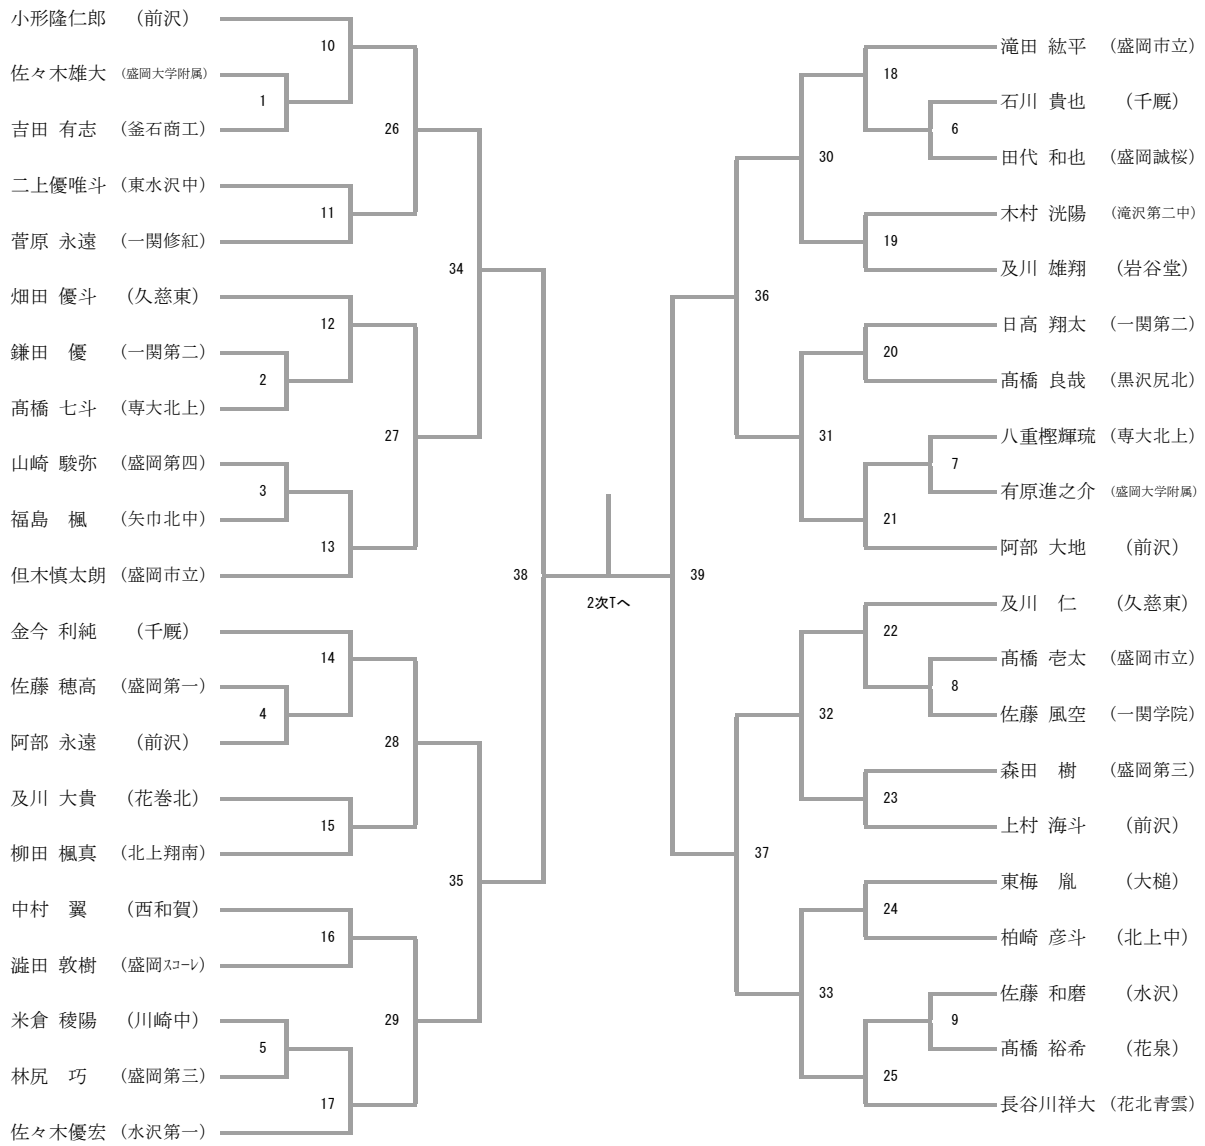 小形隆仁郎 （前沢）
10
佐々木雄大 （盛岡大学附属）
1
吉田 有志 （釜石商工）
26
二上優唯斗 （東水沢中）
11
菅原 永遠 （一関修紅）
34
畑田 優斗 （久慈東）
12
鎌田 優 （一関第二）
2
髙橋 七斗 （専大北上）
27
山崎 駿弥 （盛岡第四）
3
福島 楓 （矢巾北中）
13
但木慎太朗 （盛岡市立）
38
金今 利純 （千厩）
14
佐藤 穂高 （盛岡第一）
4
阿部 永遠 （前沢）
28
及川 大貴 （花巻北）
15
柳田 楓真 （北上翔南）
35
中村 翼 （西和賀）
16
澁田 敦樹 （盛岡ｽｺｰﾚ）
米倉 稜陽 （川崎中）
29
5
林尻 巧 （盛岡第三）
17
佐々木優宏 （水沢第一）
2次Tへ
滝田 紘平 （盛岡市立）
18
石川 貴也 （千厩）
6
田代 和也 （盛岡誠桜）
30
木村 洸陽 （滝沢第二中）
19
及川 雄翔 （岩谷堂）
36
日高 翔太 （一関第二）
20
髙橋 良哉 （黒沢尻北）
31
八重樫輝琉 （専大北上）
7
有原進之介 （盛岡大学附属）
21
阿部 大地 （前沢）
39
及川 仁 （久慈東）
22
髙橋 壱太 （盛岡市立）
8
佐藤 風空 （一関学院）
32
森田 樹 （盛岡第三）
23
上村 海斗 （前沢）
37
東梅 胤 （大槌）
24
柏崎 彦斗 （北上中）
33
佐藤 和磨 （水沢）
9
髙橋 裕希 （花泉）
25
長谷川祥大 （花北青雲）